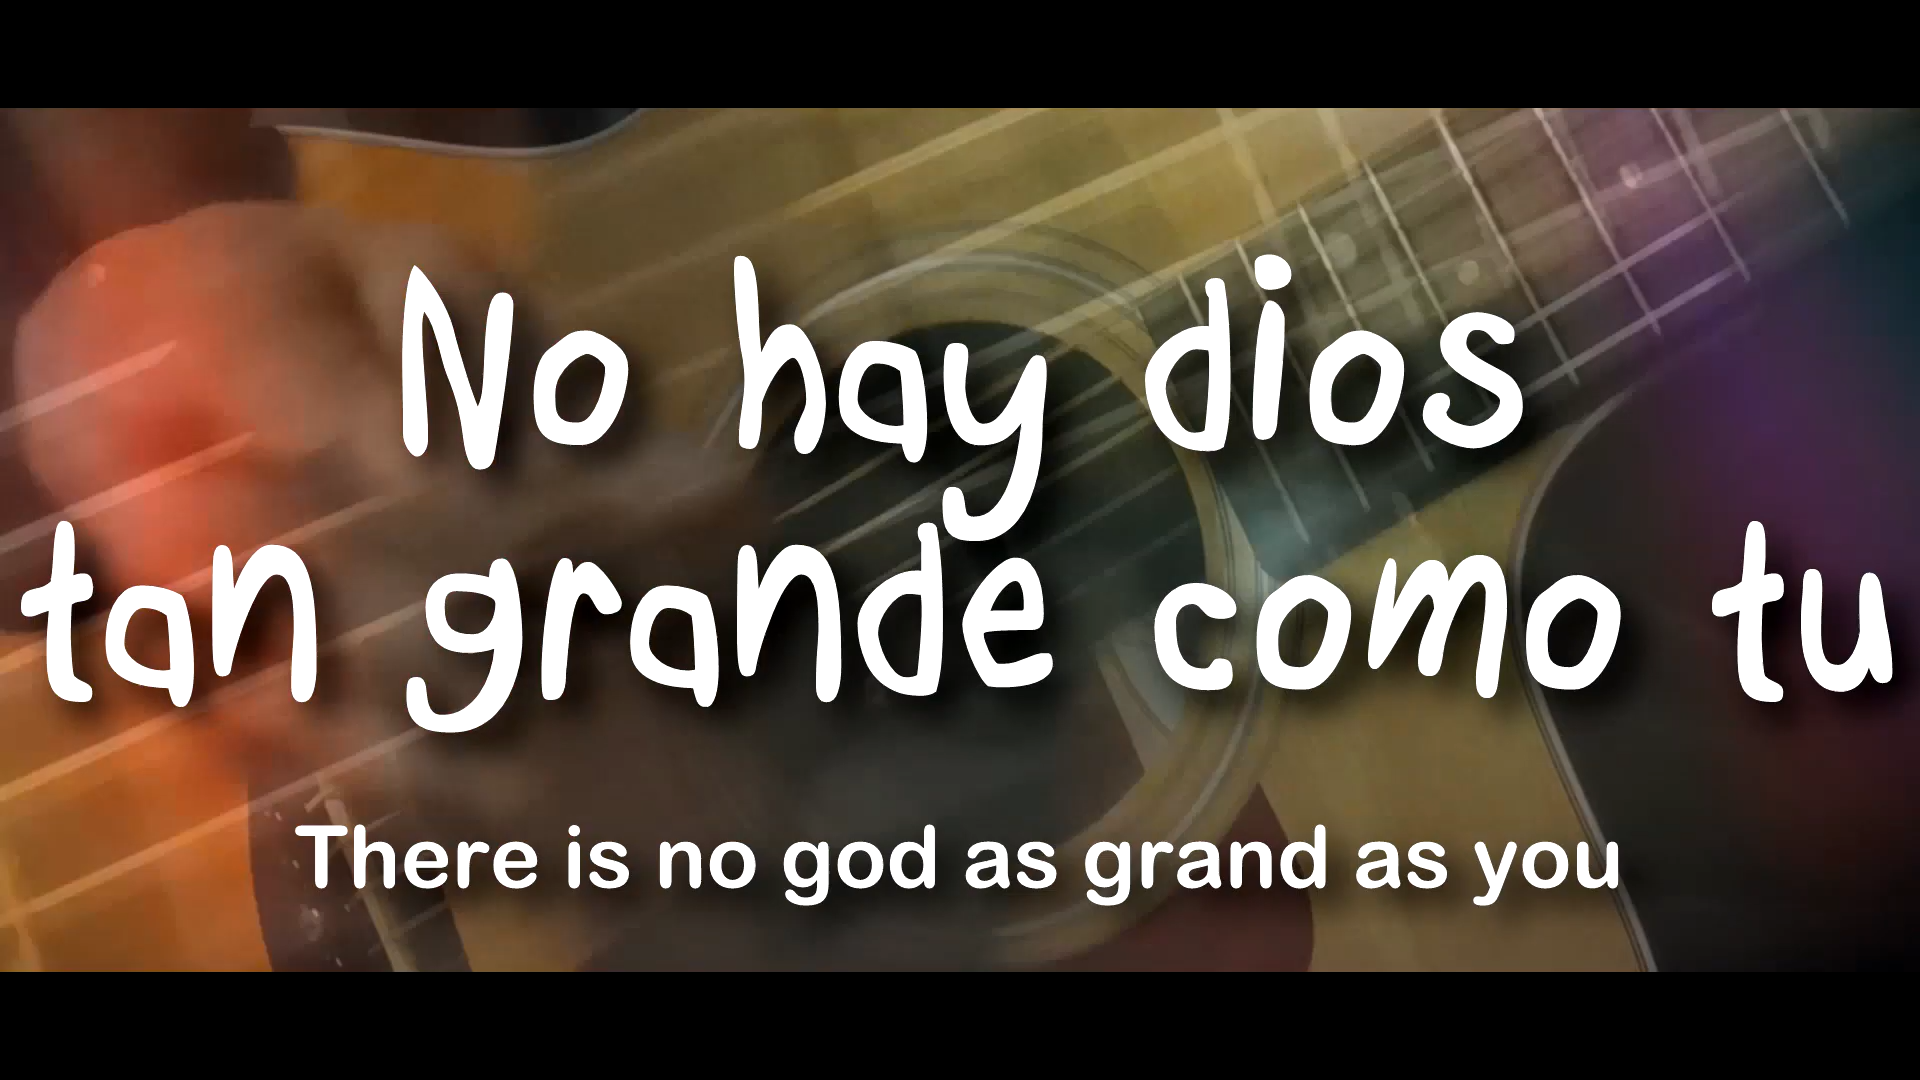 No hay dios
tan grande como tu
There is no god as grand as you